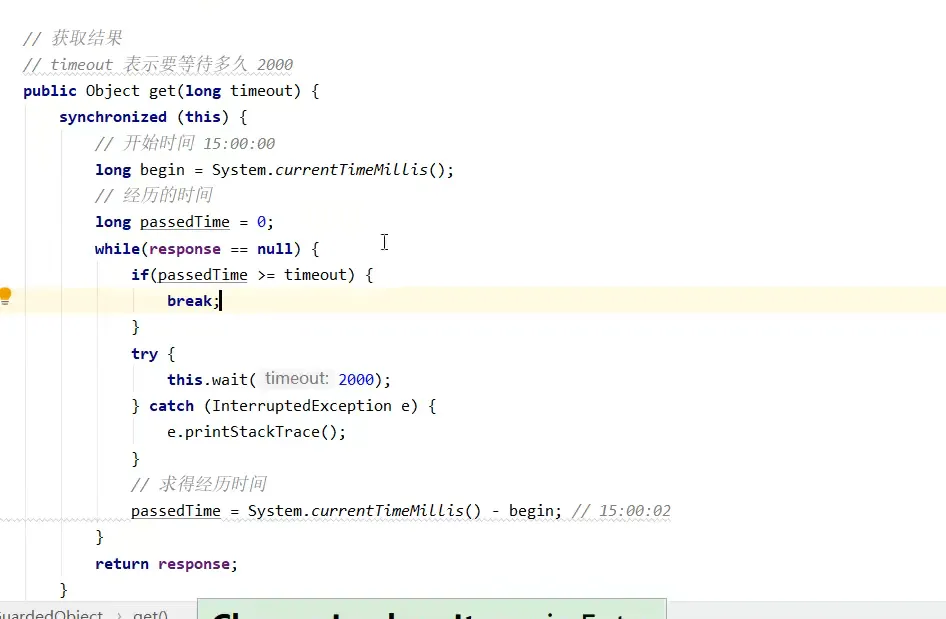 // 获取结果
// timeout 表示要等待多久 2000
public Object get(long timeout) {
synchronized (this) {
// 开始时间 15:00:00
long begin = System.currentTimeMillis();
// 经历的时间
long passedTime = 0;
while(response == null) {
if(passedTime >= timeout) {
break;
}
try {
this.wait( timeout: 2000);
} catch (InterruptedException e) {
e.printStackTrace();
}
// 求得经历时间
passedTime = System.currentTimeMillis() - begin; // 15:00:02
}
return response;
}
uardedObject › get()